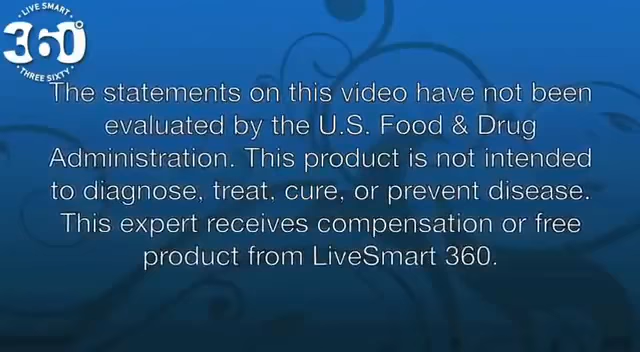 LIVE SMART
360°
THREE SIXTY
The statements on this video have not been
evaluated by the U.S. Food & Drug
Administration. This product is not intended
to diagnose, treat, cure, or prevent disease.
This expert receives compensation or free
product from LiveSmart 360.